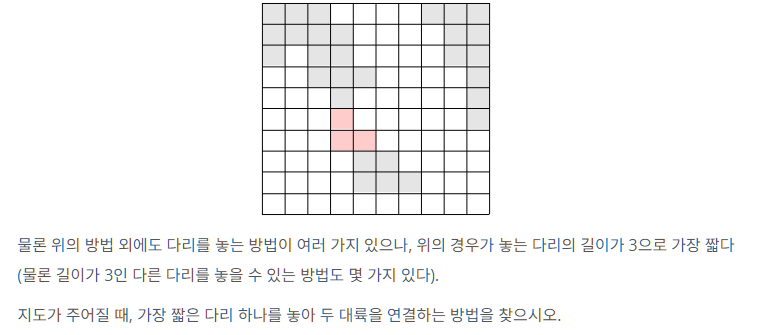 물론 위의 방법 외에도 다리를 놓는 방법이 여러 가지 있으나, 위의 경우가 놓는 다리의 길이가 3으로 가장 짧다
(물론 길이가 3인 다른 다리를 놓을 수 있는 방법도 몇 가지 있다).
지도가 주어질 때, 가장 짧은 다리 하나를 놓아 두 대륙을 연결하는 방법을 찾으시오.